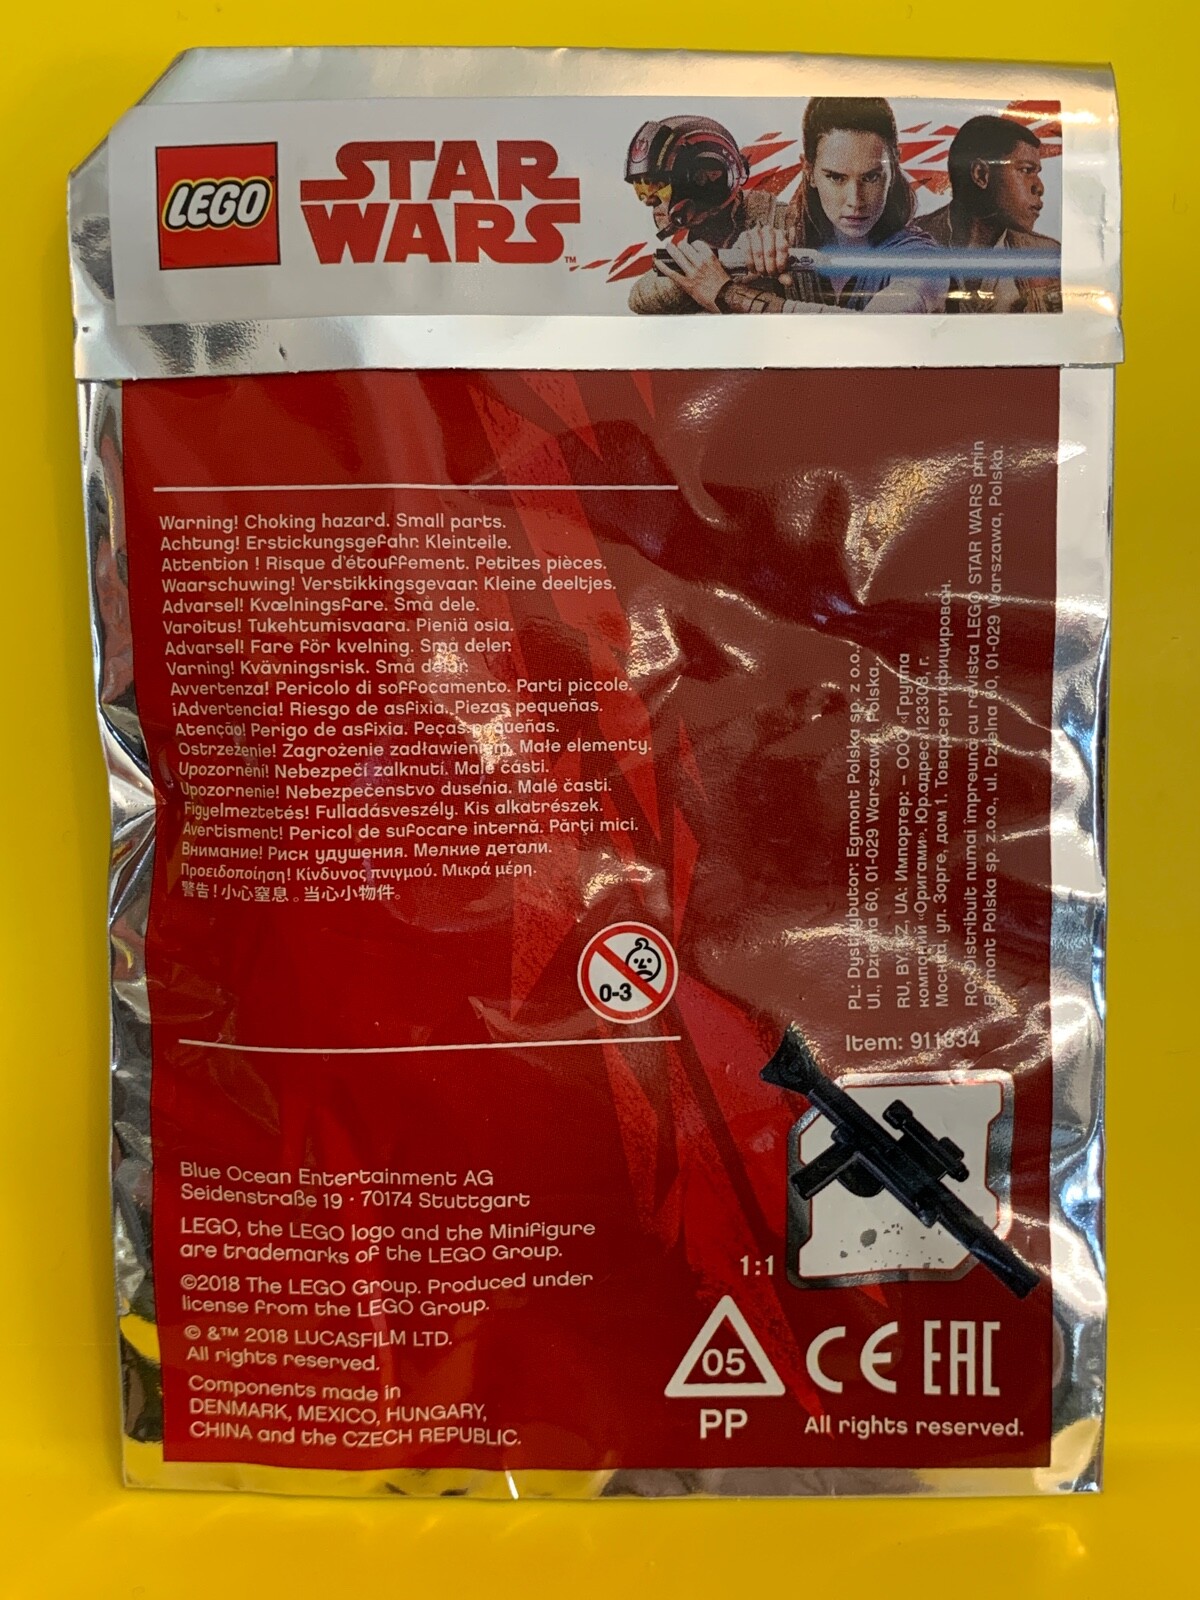 LEGO
STAR
WARS™
Warning! Choking hazard. Small parts.
Achtung! Erstickungsgefahr. Kleinteile.
Attention ! Risque d'étouffement. Petites pièces.
Waarschuwing! Verstikkingsgevaar. Kleine deeltjes.
Advarsel! Kvælningsfare. Små dele.
Varoitus! Tukehtumisvaara. Pieniä osia.
Advarsel! Fare för kvelning. Små deler.
Varning! Kvävningsrisk. Små delar.
Avvertenza! Pericolo di soffocamento. Parti piccole.
¡Advertencia! Riesgo de asfixia. Piezas pequeñas.
Atenção! Perigo de asfixia. Peças pequeñas.
Ostrzeżenie! Zagrożenie zadławieniem. Małe elementy.
Upozornění! Nebezpečí zalknutí. Malé části.
Upozornenie! Nebezpečenstvo dusenia. Malé časti.
Figyelmeztetés! Fulladásveszély. Kis alkatrészek.
Avertisment! Pericol de sufocare internă. Părți mici.
Внимание! Риск удушения. Мелкие детали.
Προειδοποίηση! Κίνδυνος πνιγμού. Μικρά μέρη.
警告!小心窒息。当心小物件。
0-3
PL: Dystrybutor: Egmont Polska sp. z o.o.,
Ul., Dzielna 60, 01-029 Warszawa, Polska.
RU, BY, KZ, UA: Импортер: – ООО «Группа
компаний «Оригами». Юр.адрес:123308, г.
Москва, ул. Зорге, дом 1. Товар сертифицирован.
RO: Distribuit numai împreună cu revista LEGO STAR WARS prin
Egmont Polska sp. z.o.o., ul. Dzielna 60, 01-029 Warszawa, Polska.
Item: 911834
Blue Ocean Entertainment AG
Seidenstraße 19 · 70174 Stuttgart
LEGO, the LEGO logo and the Minifigure
are trademarks of the LEGO Group.
©2018 The LEGO Group. Produced under
license from the LEGO Group.
© &™ 2018 LUCASFILM LTD.
All rights reserved.
Components made in
DENMARK, MEXICO, HUNGARY,
CHINA and the CZECH REPUBLIC.
1:1
05
PP
CE EAC
All rights reserved.